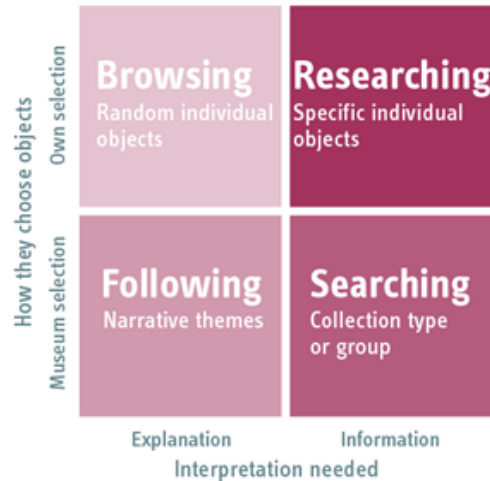 How they choose objects
Own selection
Museum selection
Browsing
Random individual
objects
Researching
Specific individual
objects
Following
Narrative themes
Searching
Collection type
or group
Explanation
Information
Interpretation needed